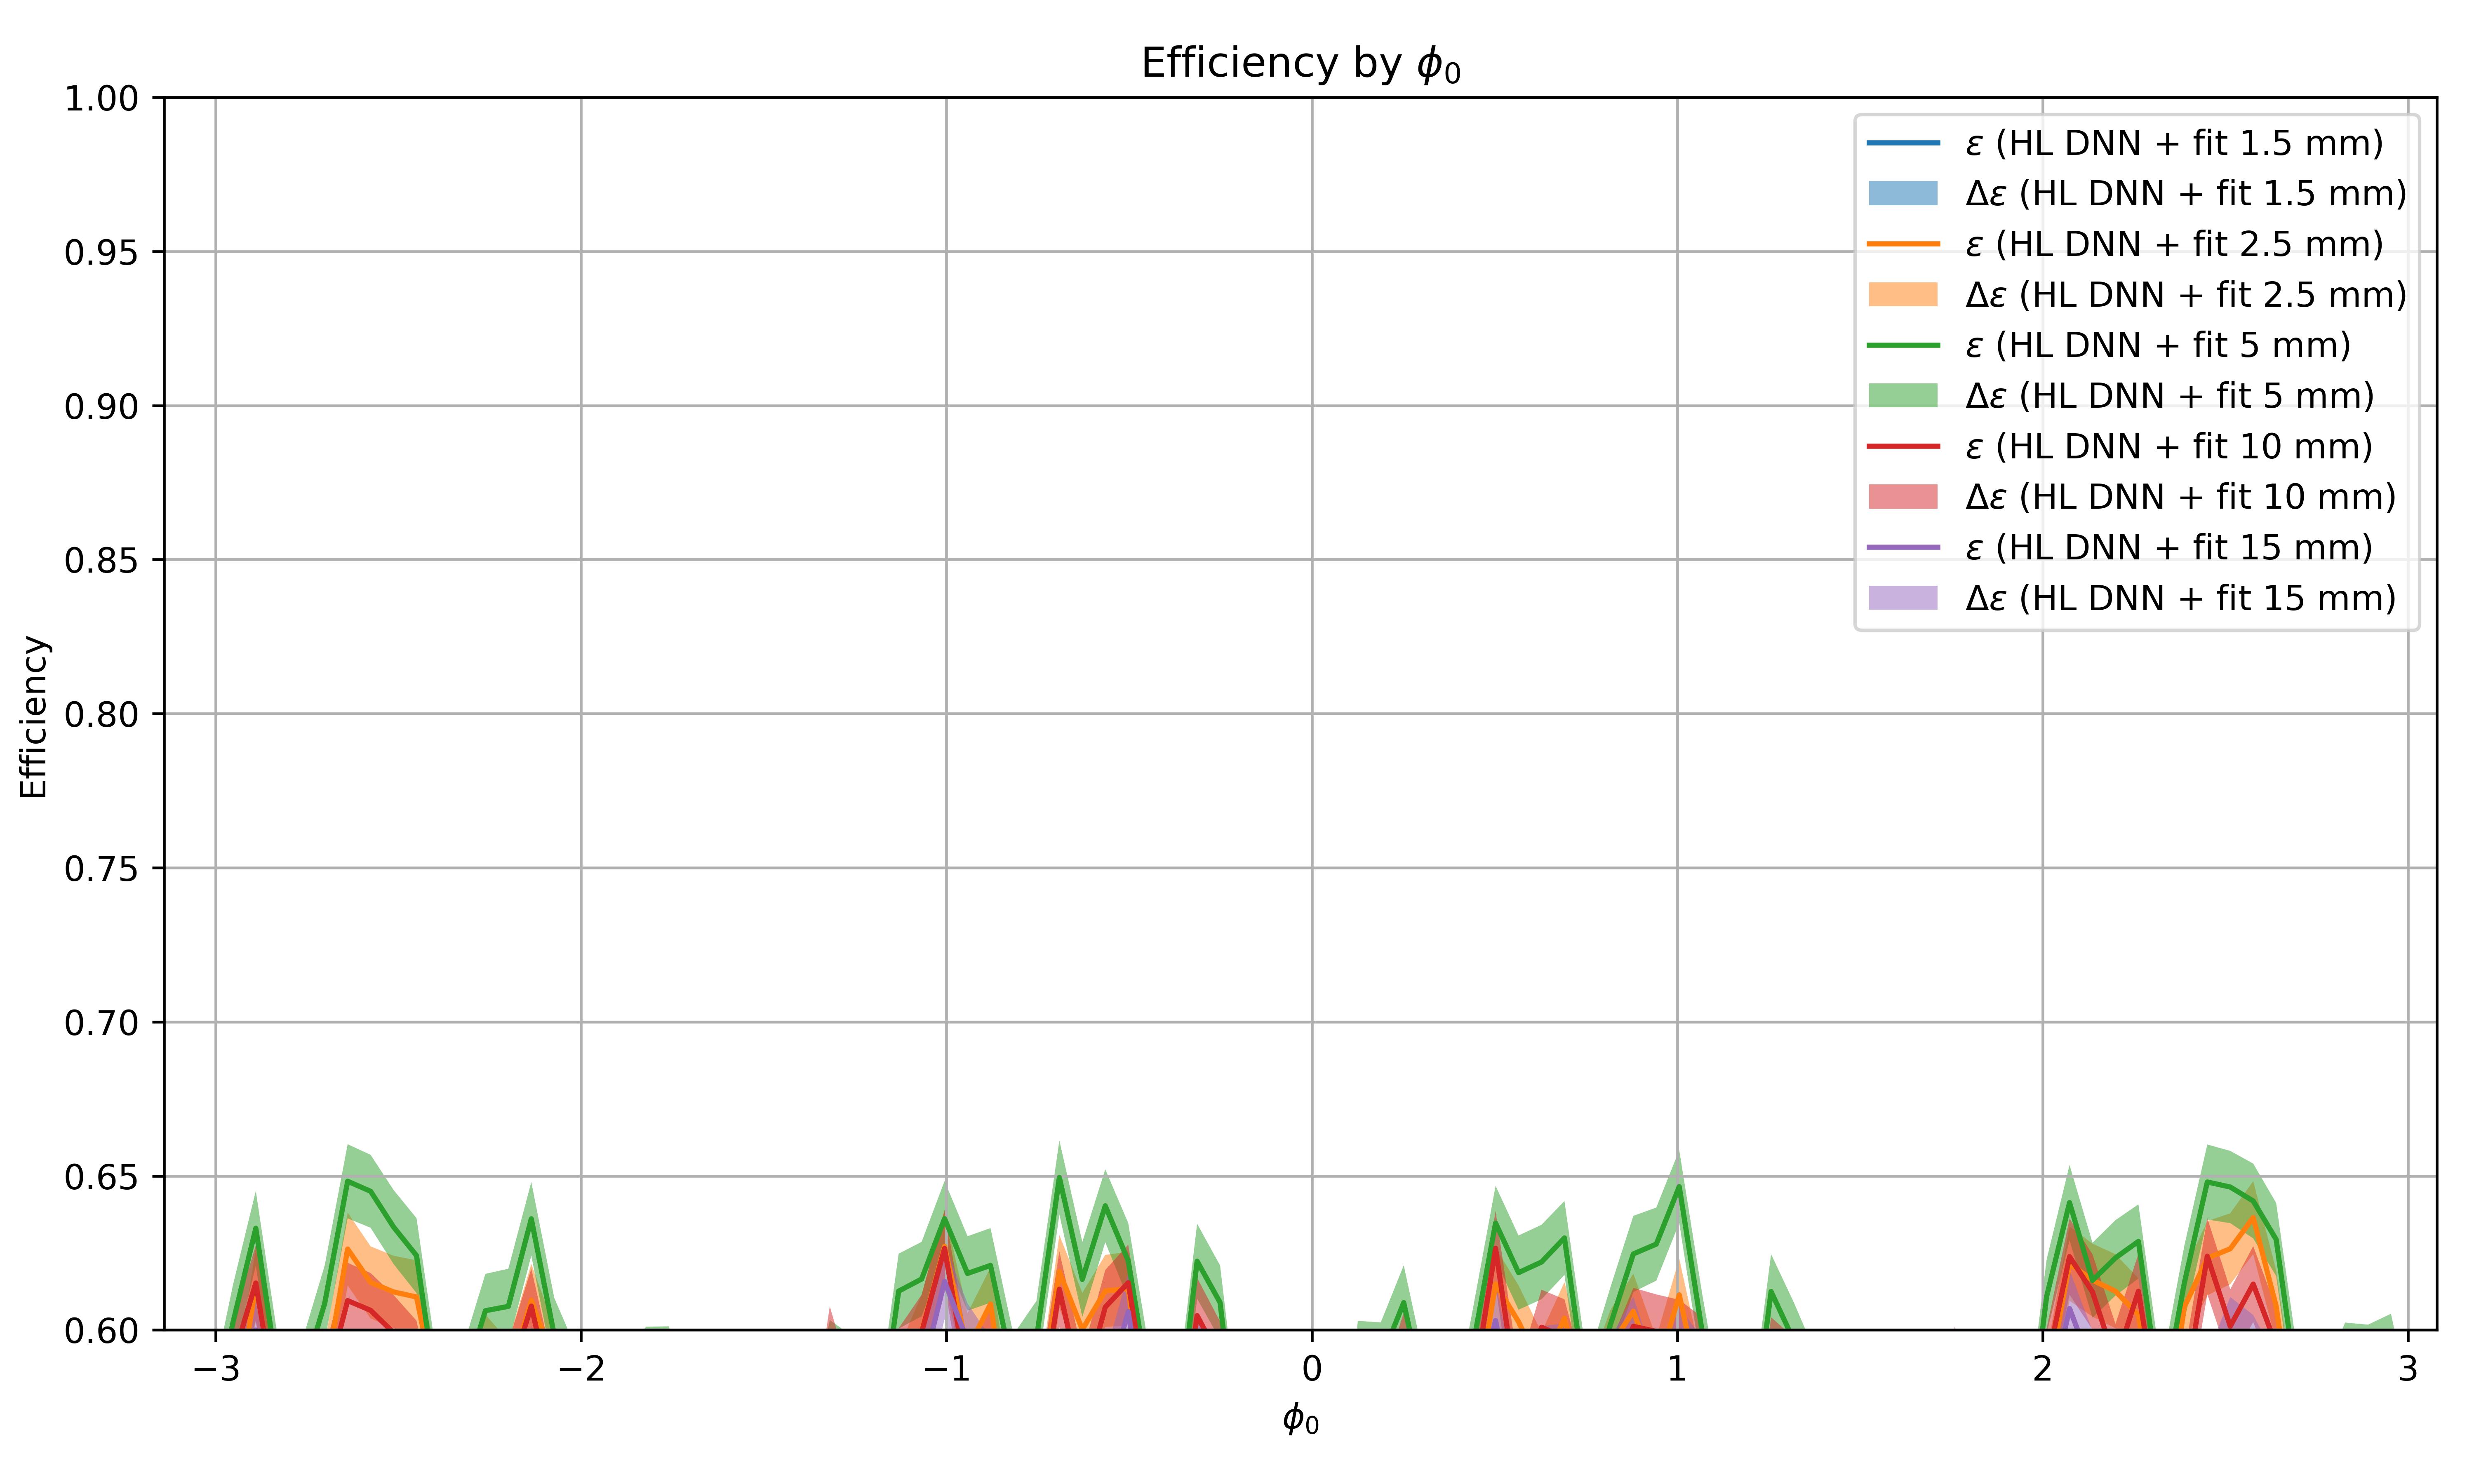 Efficiency by ϕ₀
1.00
0.95
0.90
0.85
0.80
0.75
0.70
0.65
0.60
Efficiency
ε (HL DNN + fit 1.5 mm)
Δε (HL DNN + fit 1.5 mm)
ε (HL DNN + fit 2.5 mm)
Δε (HL DNN + fit 2.5 mm)
ε (HL DNN + fit 5 mm)
Δε (HL DNN + fit 5 mm)
ε (HL DNN + fit 10 mm)
Δε (HL DNN + fit 10 mm)
ε (HL DNN + fit 15 mm)
Δε (HL DNN + fit 15 mm)
−3 −2 −1 0 1 2 3
ϕ₀